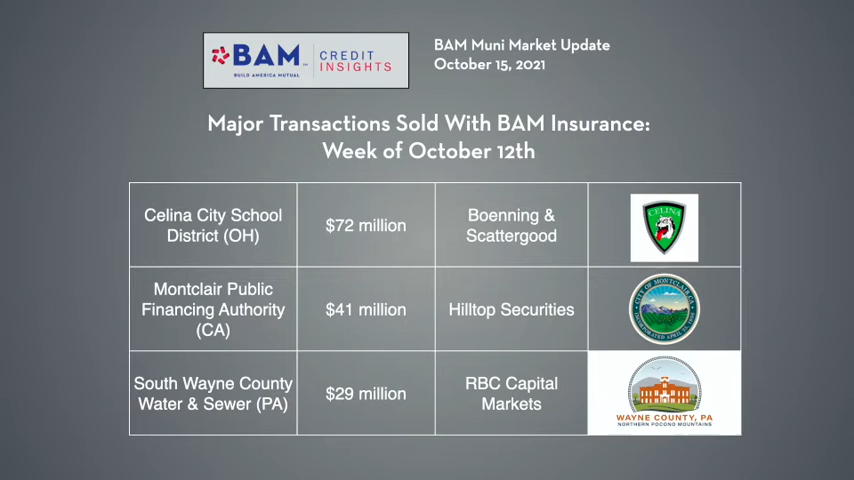 BAM
BUILD AMERICA MUTUAL
CREDIT
INSIGHTS
BAM Muni Market Update
October 15, 2021
Major Transactions Sold With BAM Insurance:
Week of October 12th
Celina City School
District (OH)
$72 million
Boenning &
Scattergood
CELINA
Montclair Public
Financing Authority
(CA)
$41 million
Hilltop Securities
CITY OF MONTCLAIR, CA
South Wayne County
Water & Sewer (PA)
$29 million
RBC Capital
Markets
WAYNE COUNTY, PA
NORTHERN POCONO MOUNTAINS